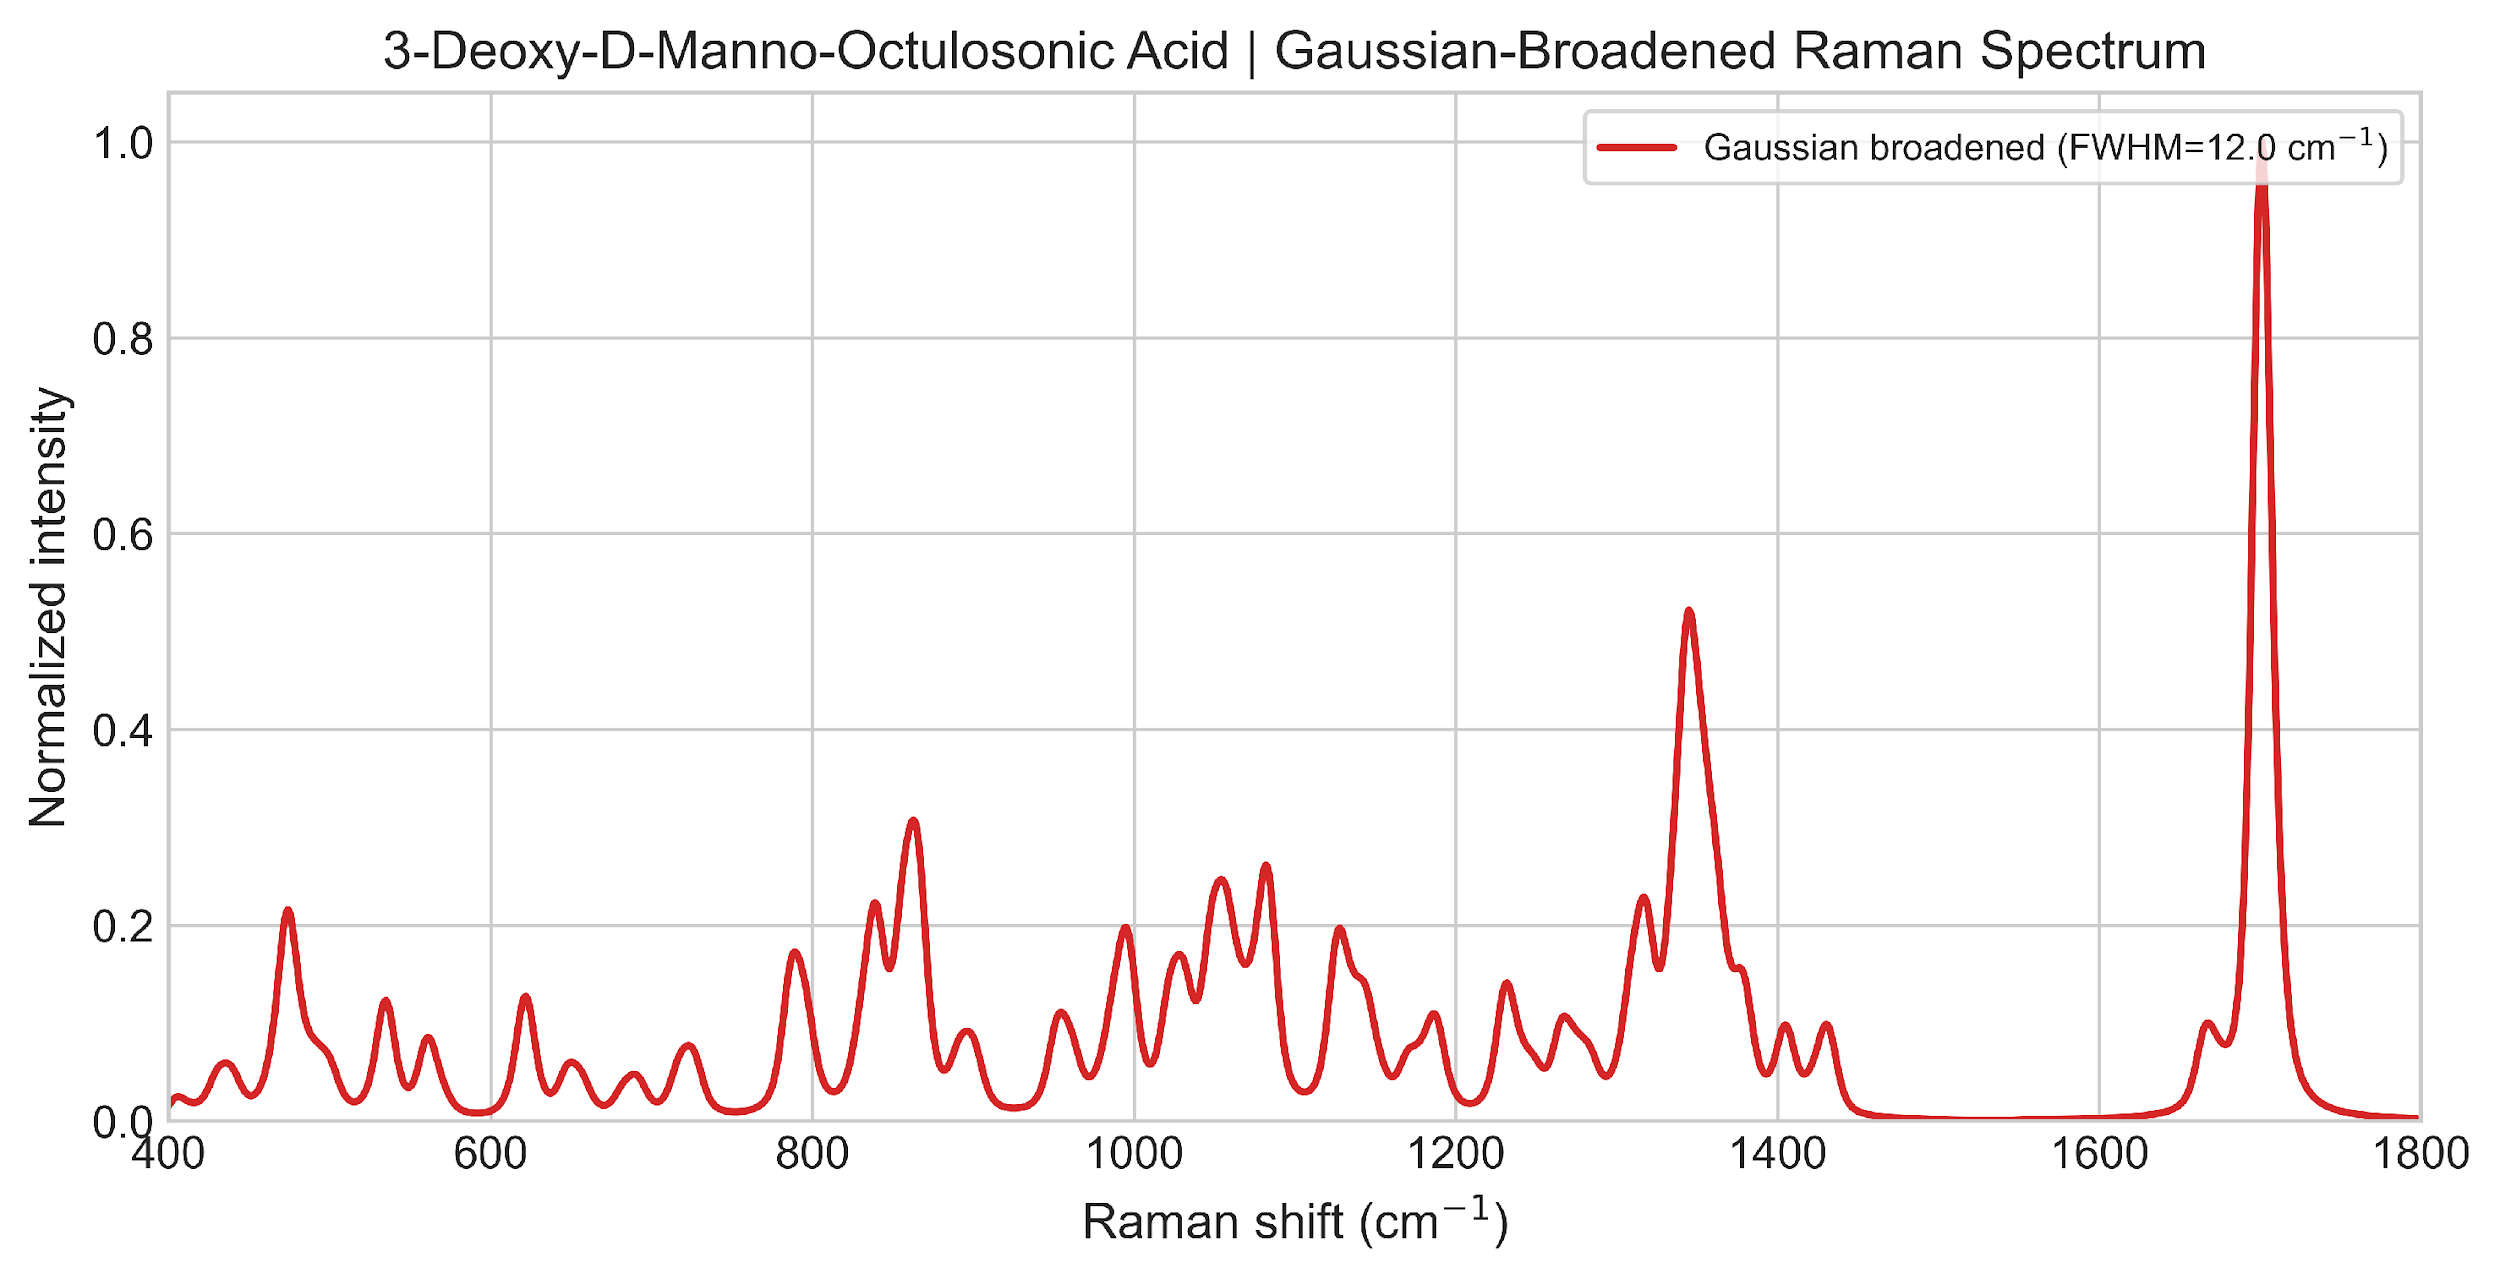 3-Deoxy-D-Manno-Octulosonic Acid | Gaussian-Broadened Raman Spectrum
Gaussian broadened (FWHM=12.0 cm⁻¹)
Normalized intensity
1.0
0.8
0.6
0.4
0.2
0.0
400 600 800 1000 1200 1400 1600 1800
Raman shift (cm⁻¹)